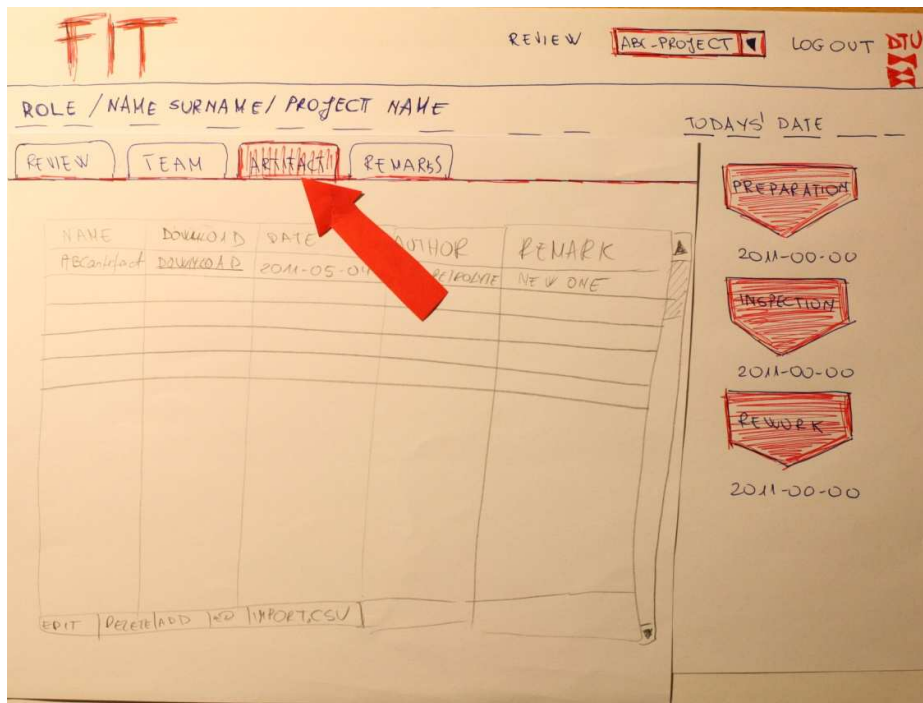 FIT
REVIEW ABC-PROJECT LOGOUT DTU
ROLE / NAME SURNAME / PROJECT NAME
TODAYS' DATE
REVIEW TEAM ARTIFACT REMARKS
PREPARATION
2011-00-00
INSPECTION
2011-00-00
REWORK
2011-00-00
NAME DOWNLOAD DATE AUTHOR REMARK
DOWNLOAD 2011-05-04 NEW ONE
EDIT DELETE ADD IMPORT.CSV